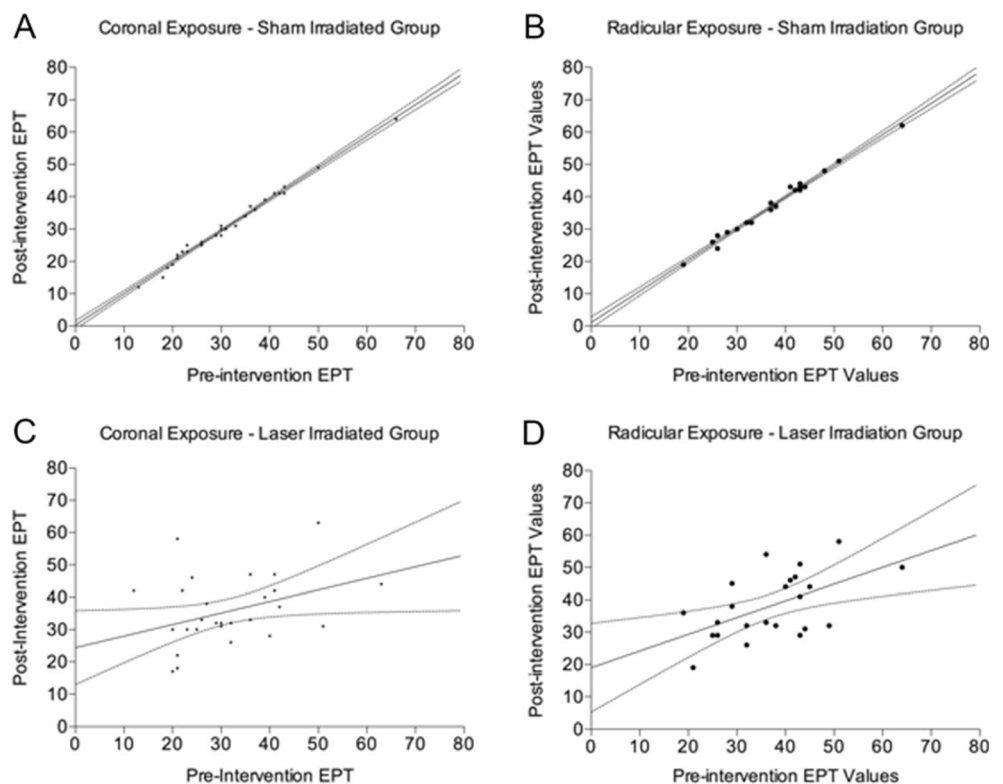 A
Coronal Exposure - Sham Irradiated Group
Post-intervention EPT
80
70
60
50
40
30
20
10
0
0 10 20 30 40 50 60 70 80
Pre-intervention EPT
B
Radicular Exposure - Sham Irradiation Group
Post-intervention EPT Values
80
70
60
50
40
30
20
10
0
0 10 20 30 40 50 60 70 80
Pre-intervention EPT Values
C
Coronal Exposure - Laser Irradiated Group
Post-Intervention EPT
80
70
60
50
40
30
20
10
0
0 10 20 30 40 50 60 70 80
Pre-Intervention EPT
D
Radicular Exposure - Laser Irradiation Group
Post-intervention EPT Values
80
70
60
50
40
30
20
10
0
0 10 20 30 40 50 60 70 80
Pre-intervention EPT Values